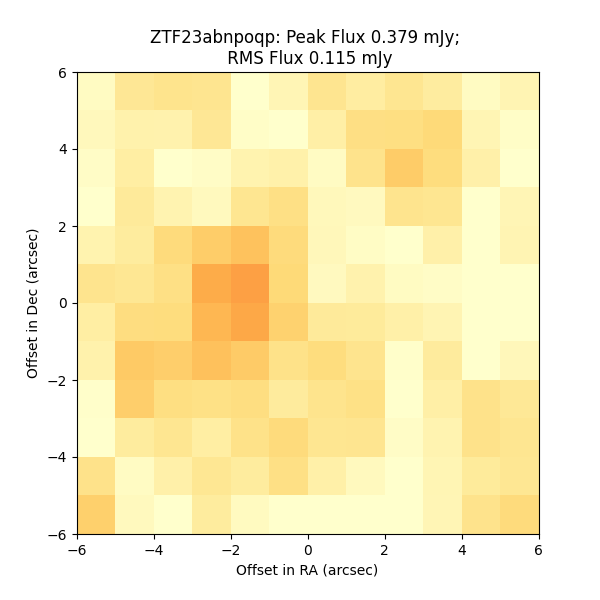 ZTF23abnpoqp: Peak Flux 0.379 mJy;
RMS Flux 0.115 mJy
6
4
2
0
−2
−4
−6
Offset in Dec (arcsec)
−6 −4 −2 0 2 4 6
Offset in RA (arcsec)